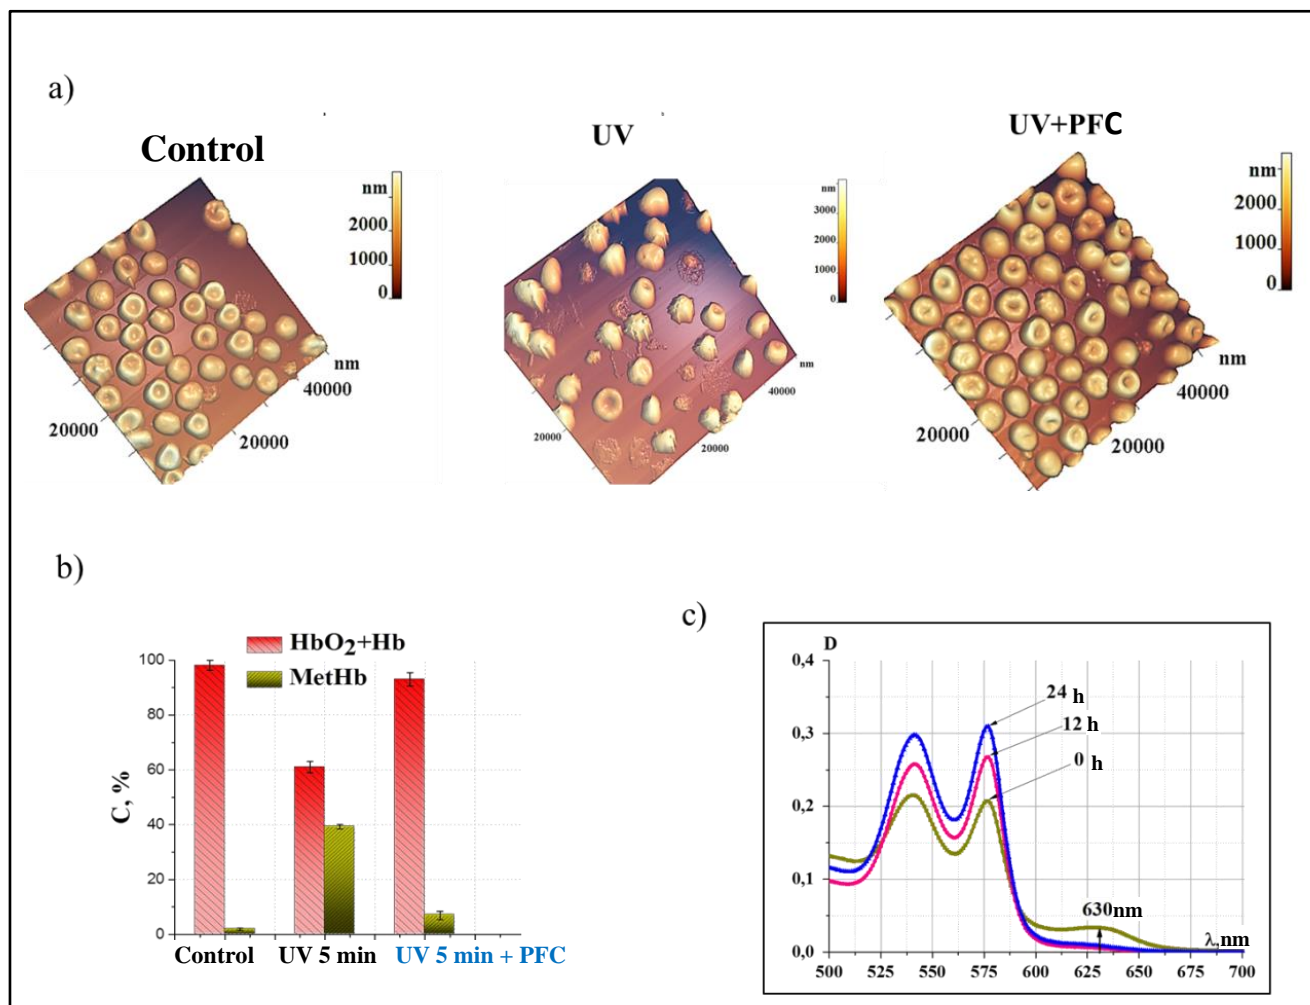 a)
Control
UV
UV+PFC
nm
2000
1000
0
nm
40000
20000
20000
nm
3000
2000
1000
0
nm
40000
20000
20000
nm
2000
1000
0
nm
40000
20000
20000
b)
HbO2+Hb
MetHb
C, %
100
80
60
40
20
0
Control
UV 5 min
UV 5 min + PFC
c)
D
0,4
0,3
0,2
0,1
0,0
24 h
12 h
0 h
630nm
λ,nm
500
525
550
575
600
625
650
675
700